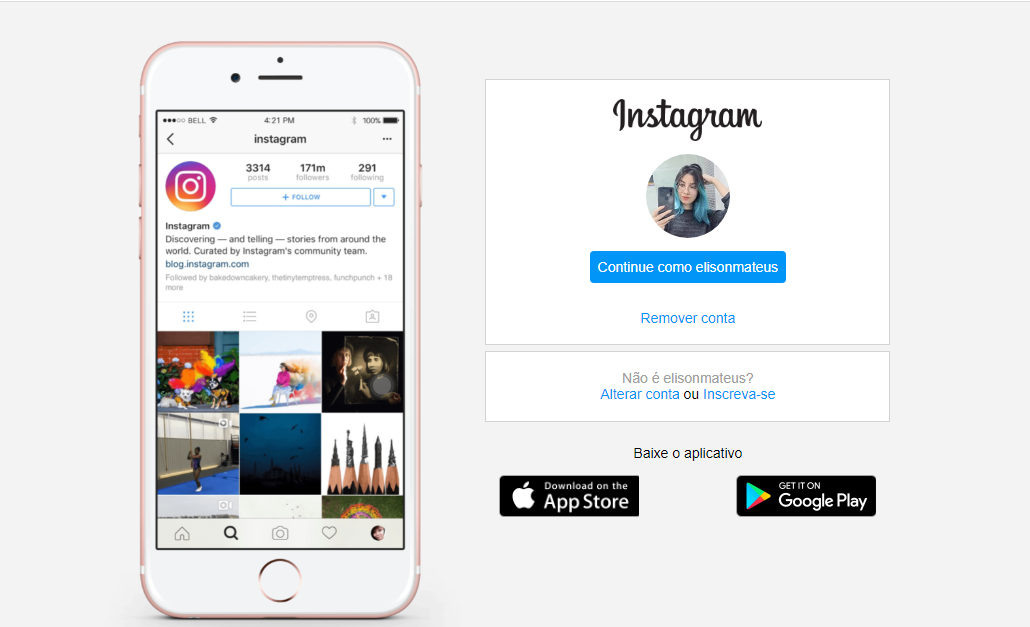 BELL 4:21 PM 100%
instagram
3314 171m 291
posts followers following
+ FOLLOW
Instagram
Discovering — and telling — stories from around the
world. Curated by Instagram's community team.
blog.instagram.com
Followed by bakedowncakery, thetinytemptress, funchpunch + 18
more
Instagram
Continue como elisonmateus
Remover conta
Não é elisonmateus?
Alterar conta ou Inscreva-se
Baixe o aplicativo
Download on the
App Store
GET IT ON
Google Play